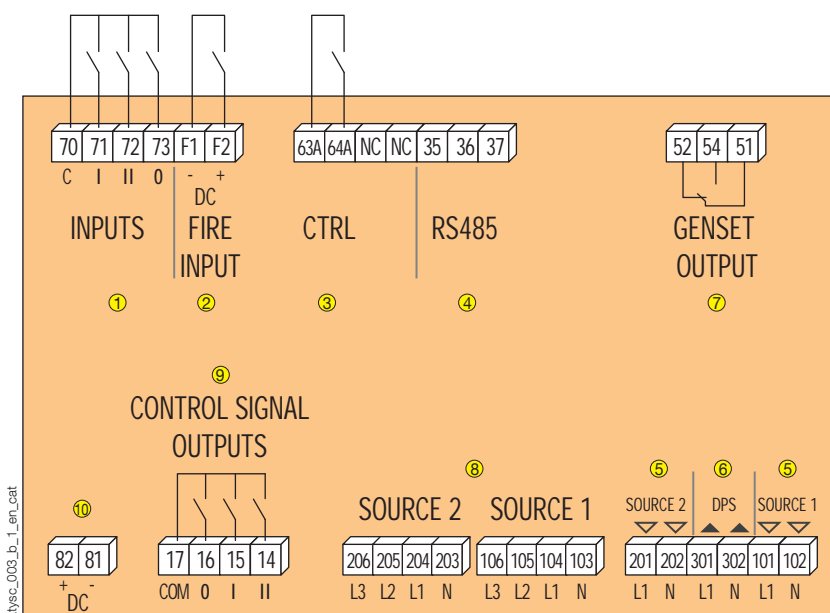 70 71 72 73 F1 F2
C I II 0 - +
DC
INPUTS FIRE
INPUT
63A 64A NC NC 35 36 37
CTRL RS485
52 54 51
GENSET
OUTPUT
1 2 3 4 7
9
CONTROL SIGNAL
OUTPUTS
10 8 5 6 5
SOURCE 2 SOURCE 1
SOURCE 2 DPS SOURCE 1
82 81
+ -
DC
17 16 15 14
COM 0 I II
206 205 204 203 106 105 104 103
L3 L2 L1 N L3 L2 L1 N
201 202 301 302 101 102
L1 N L1 N L1 N
tysc_003_b_1_en_cat